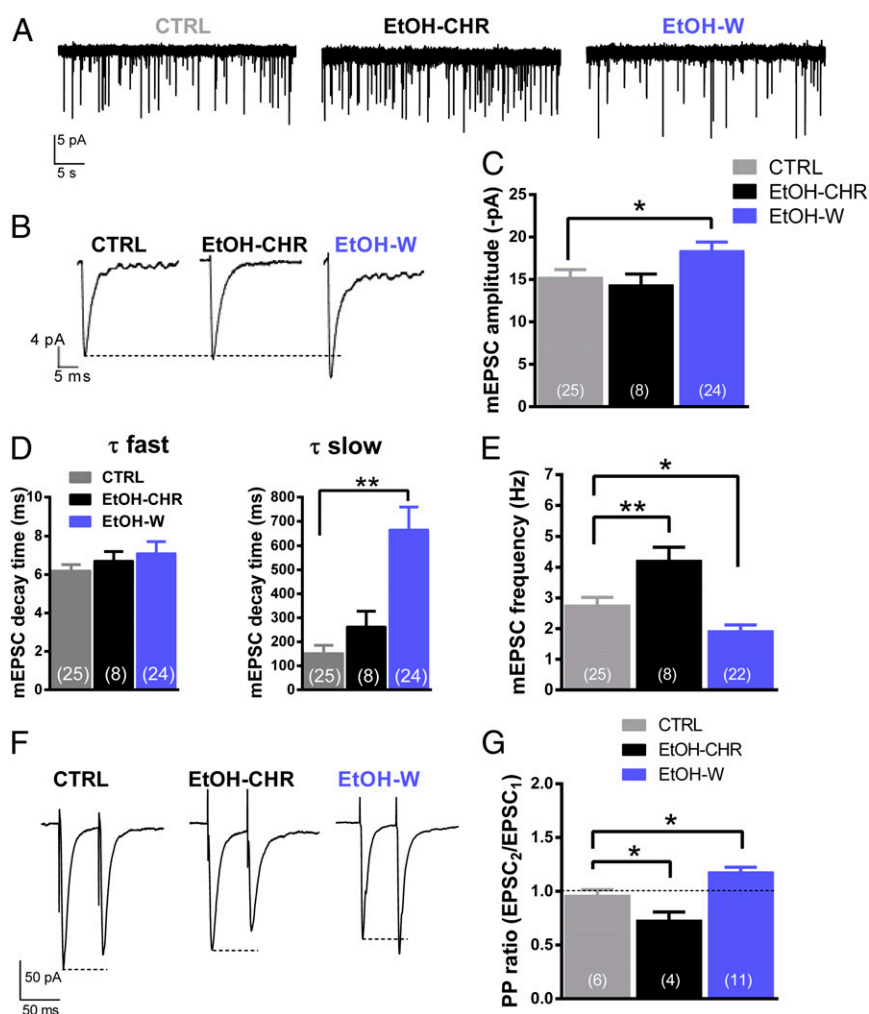 A
CTRL EtOH-CHR EtOH-W
5 pA
5 s
B
CTRL EtOH-CHR EtOH-W
4 pA
5 ms
C
CTRL
EtOH-CHR
EtOH-W
mEPSC amplitude (-pA)
25
20
15
10
5
0
*
(25) (8) (24)
D
τ fast
CTRL
EtOH-CHR
EtOH-W
mEPSC decay time (ms)
10
8
6
4
2
0
(25) (8) (24)
τ slow
mEPSC decay time (ms)
800
700
600
500
400
300
200
100
0
**
(25) (8) (24)
E
mEPSC frequency (Hz)
7
6
5
4
3
2
1
0
*
**
(25) (8) (22)
F
CTRL EtOH-CHR EtOH-W
50 pA
50 ms
G
CTRL
EtOH-CHR
EtOH-W
PP ratio (EPSC₂/EPSC₁)
2.0
1.5
1.0
0.5
0.0
*
*
(6) (4) (11)